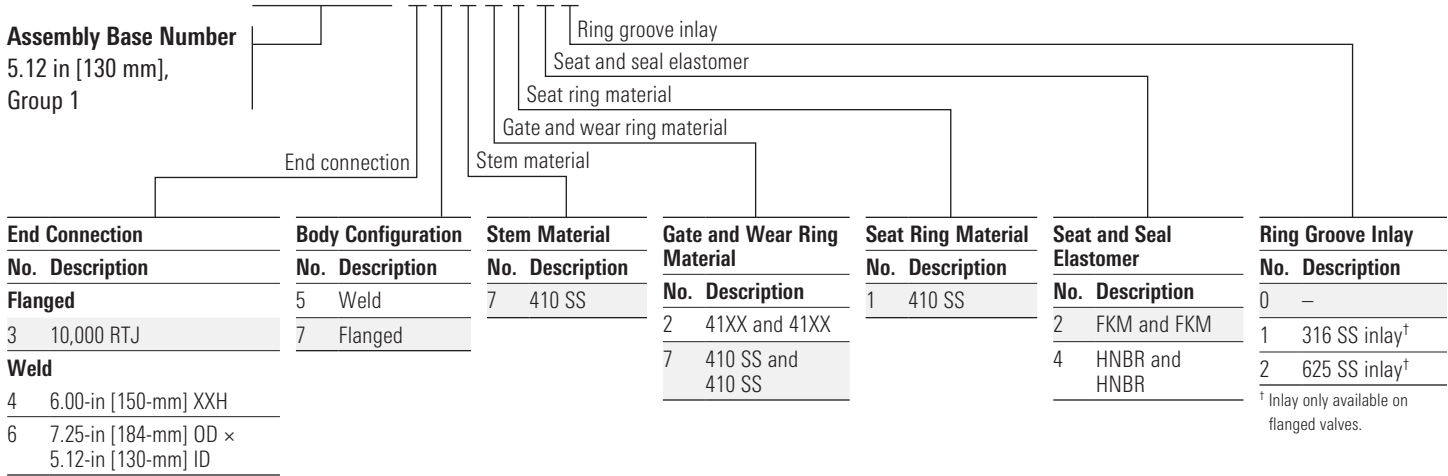 Assembly Base Number
5.12 in [130 mm],
Group 1
Ring groove inlay
Seat and seal elastomer
Seat ring material
Gate and wear ring material
End connection
Stem material
End Connection
No. Description
Flanged
3 10,000 RTJ
Weld
4 6.00-in [150-mm] XXH
6 7.25-in [184-mm] OD ×
5.12-in [130-mm] ID
Body Configuration
No. Description
5 Weld
7 Flanged
Stem Material
No. Description
7 410 SS
Gate and Wear Ring
Material
No. Description
2 41XX and 41XX
7 410 SS and
410 SS
Seat Ring Material
No. Description
1 410 SS
Seat and Seal
Elastomer
No. Description
2 FKM and FKM
4 HNBR and
HNBR
Ring Groove Inlay
No. Description
0 –
1 316 SS inlay†
2 625 SS inlay†
† Inlay only available on
flanged valves.